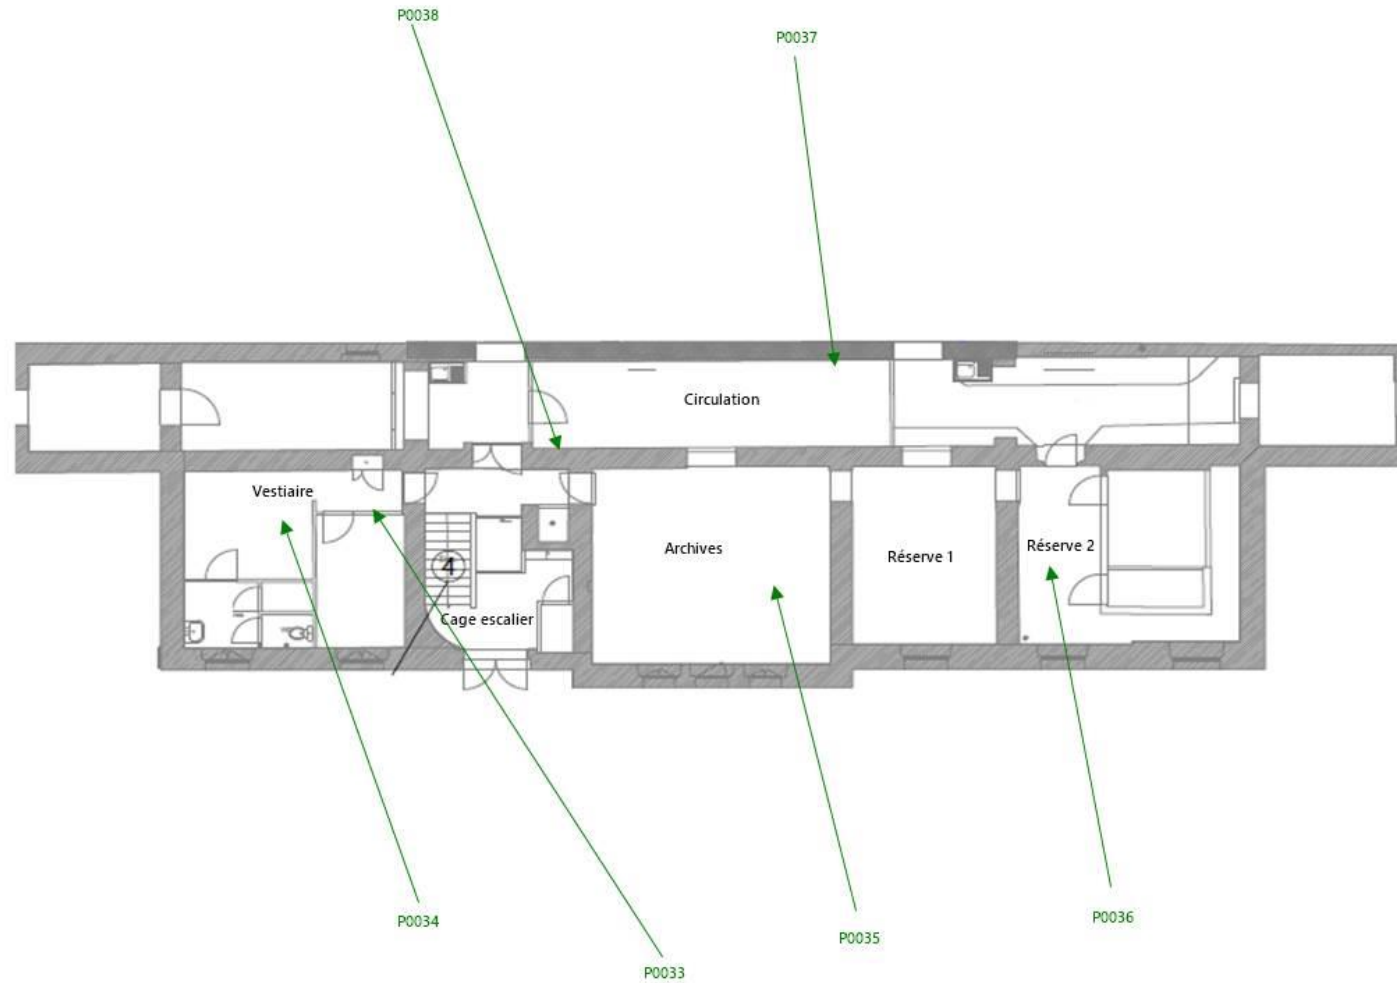 P0038
P0037
Circulation
Vestiaire
Archives
Réserve 1
Réserve 2
4
Cage escalier
P0034
P0033
P0035
P0036